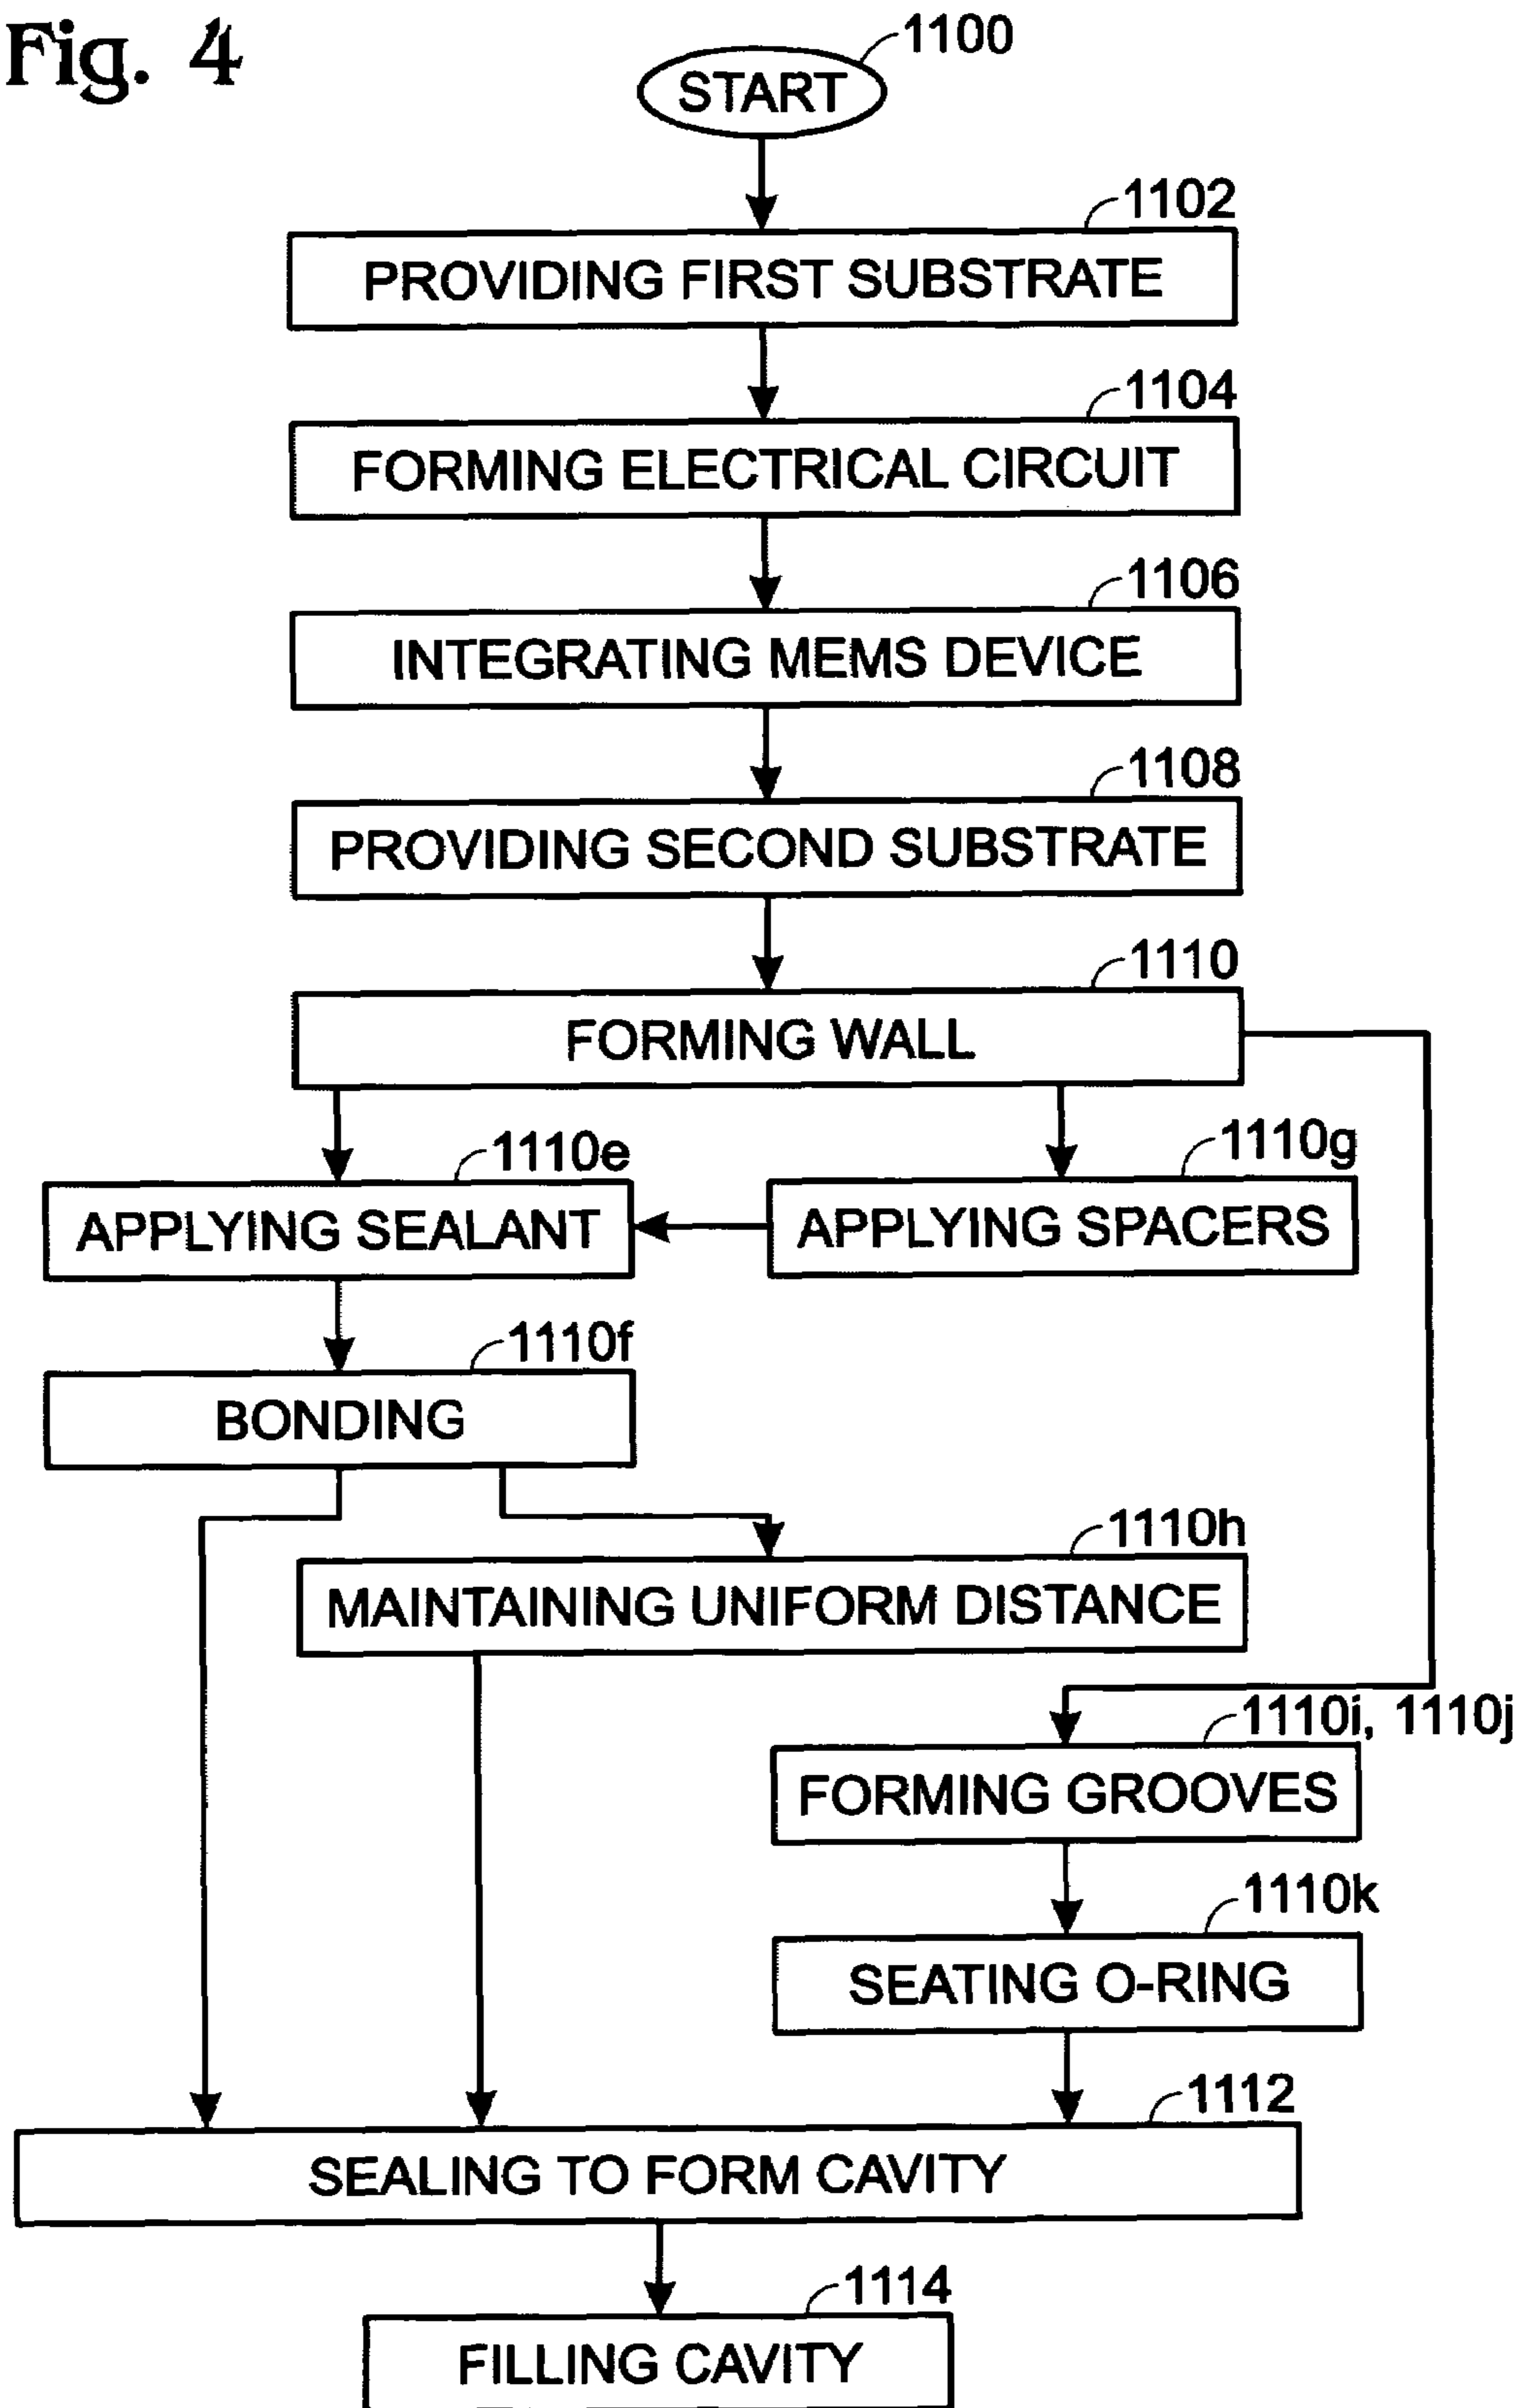 Fig. 4
1100
START
1102
PROVIDING FIRST SUBSTRATE
1104
FORMING ELECTRICAL CIRCUIT
1106
INTEGRATING MEMS DEVICE
1108
PROVIDING SECOND SUBSTRATE
1110
FORMING WALL
1110e
1110g
APPLYING SEALANT
APPLYING SPACERS
1110f
BONDING
1110h
MAINTAINING UNIFORM DISTANCE
1110i, 1110j
FORMING GROOVES
1110k
SEATING O-RING
1112
SEALING TO FORM CAVITY
1114
FILLING CAVITY